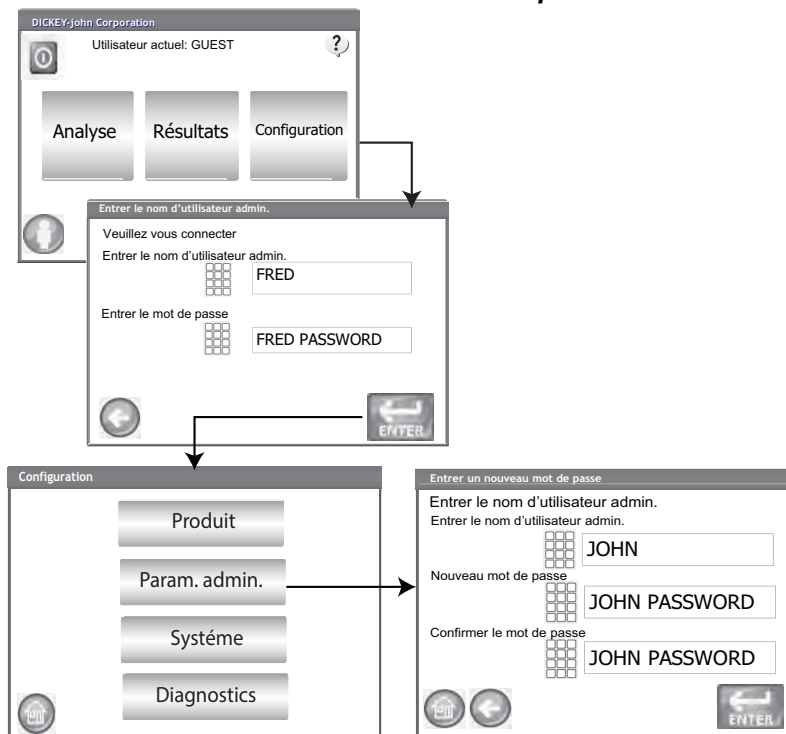 DICKEY-john Corporation
Utilisateur actuel: GUEST
?
Analyse
Résultats
Configuration
Entrer le nom d'utilisateur admin.
Veuillez vous connecter
Entrer le nom d'utilisateur admin.
FRED
Entrer le mot de passe
FRED PASSWORD
ENTER
Configuration
Produit
Param. admin.
Systéme
Diagnostics
Entrer un nouveau mot de passe
Entrer le nom d'utilisateur admin.
Entrer le nom d'utilisateur admin.
JOHN
Nouveau mot de passe
JOHN PASSWORD
Confirmer le mot de passe
JOHN PASSWORD
ENTER